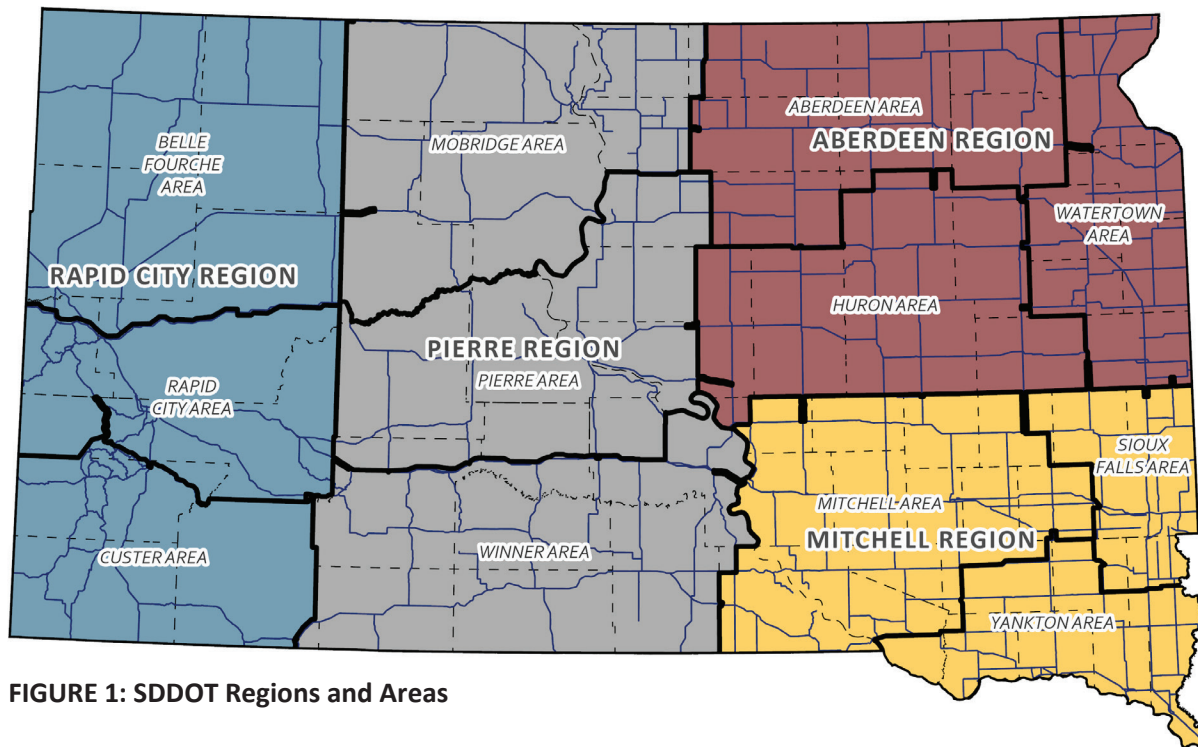 BELLE
FOURCHE
AREA
RAPID CITY REGION
RAPID
CITY AREA
CUSTER AREA
MOBRIDGE AREA
PIERRE REGION
PIERRE AREA
WINNER AREA
ABERDEEN AREA
ABERDEEN REGION
WATERTOWN
AREA
HURON AREA
SIOUX
FALLS AREA
MITCHELL AREA
MITCHELL REGION
YANKTON AREA
FIGURE 1: SDDOT Regions and Areas